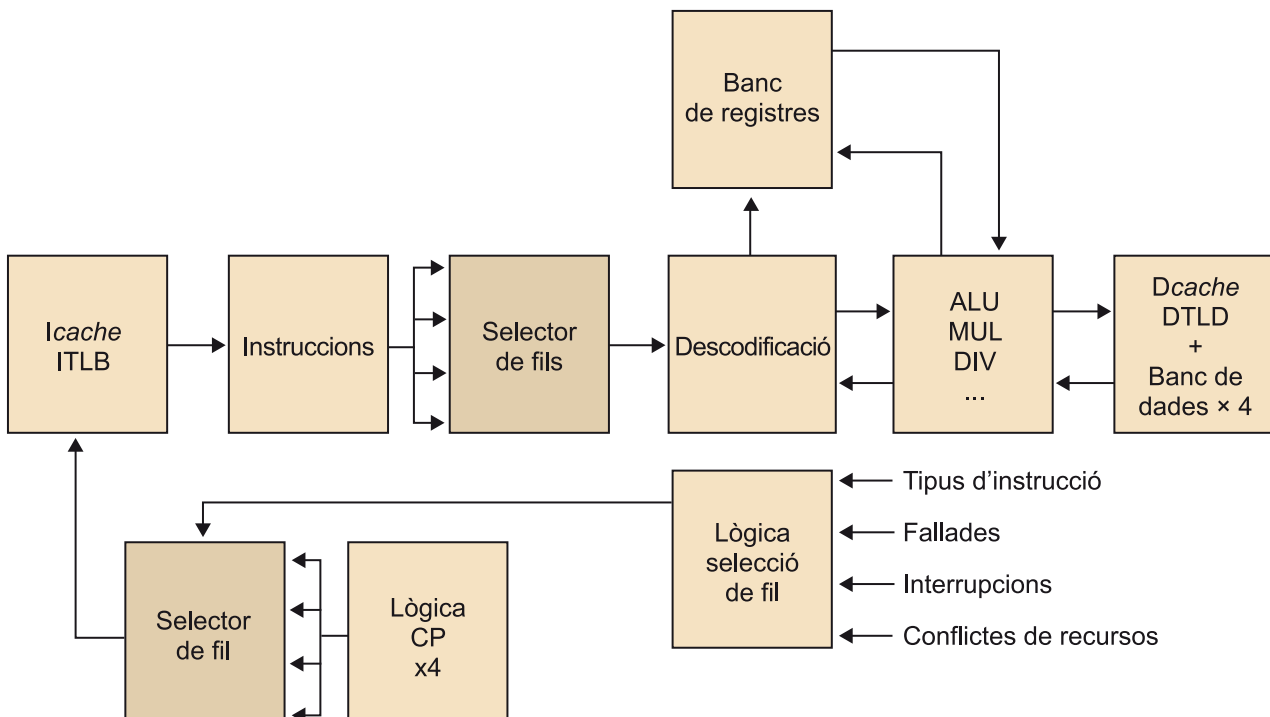 Banc
de registres
Icache
ITLB
Instruccions
Selector
de fils
Descodificació
ALU
MUL
DIV
...
Dcache
DTLD
+
Banc de
dades × 4
Selector
de fil
Lògica
CP
x4
Lògica
selecció
de fil
Tipus d'instrucció
Fallades
Interrupcions
Conflictes de recursos